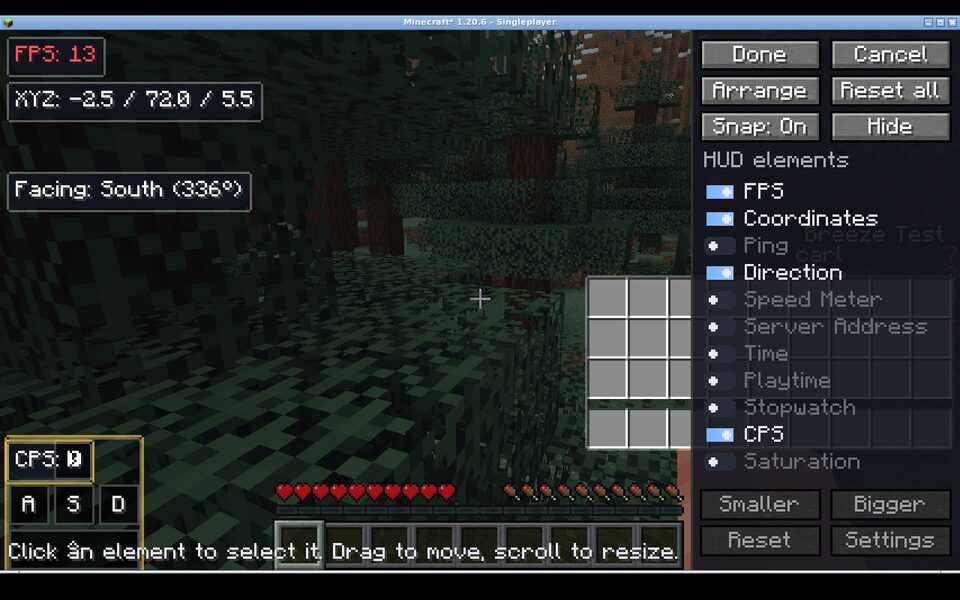 Minecraft* 1.20.6 - Singleplayer
FPS: 13
XYZ: -2.5 / 72.0 / 5.5
Facing: South (336°)
Done
Cancel
Arrange
Reset all
Snap: On
Hide
HUD elements
FPS
Coordinates
Ping
Breeze Test
carl
Direction
Speed Meter
Server Address
Time
Playtime
Stopwatch
CPS
Saturation
Smaller
Bigger
Reset
Settings
CPS: 0
A S D
Click an element to select it. Drag to move, scroll to resize.